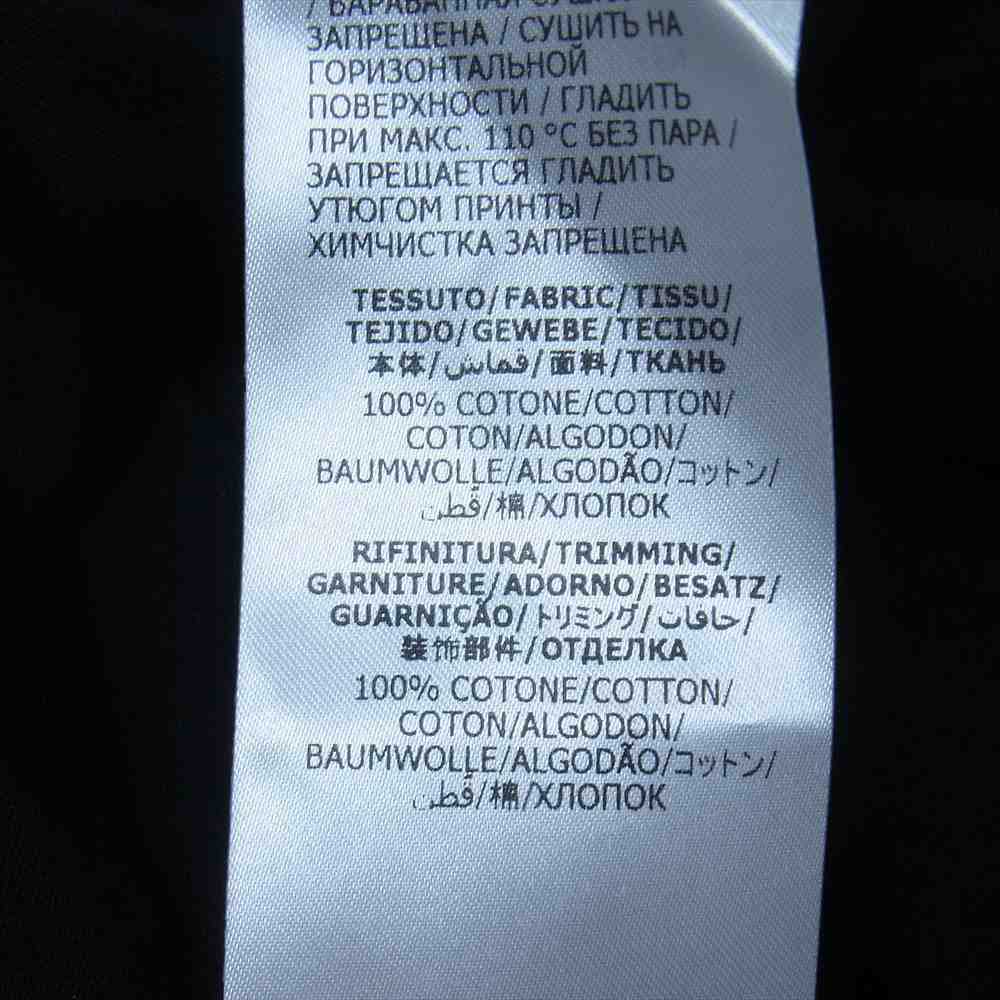 / БАРАБАННАЯ СУШКА
ЗАПРЕЩЕНА / СУШИТЬ НА
ГОРИЗОНТАЛЬНОЙ
ПОВЕРХНОСТИ / ГЛАДИТЬ
ПРИ МАКС. 110 °C БЕЗ ПАРА /
ЗАПРЕЩАЕТСЯ ГЛАДИТЬ
УТЮГОМ ПРИНТЫ /
ХИМЧИСТКА ЗАПРЕЩЕНА
TESSUTO/FABRIC/TISSU/
TEJIDO/GEWEBE/TECIDO/
本体/قماش/面料/ТКАНЬ
100% COTONE/COTTON/
COTON/ALGODON/
BAUMWOLLE/ALGODÃO/コットン/
قطن/棉/ХЛОПОК
RIFINITURA/TRIMMING/
GARNITURE/ADORNO/BESATZ/
GUARNIÇÃO/トリミング/حافات/
装饰部件/ОТДЕЛКА
100% COTONE/COTTON/
COTON/ALGODON/
BAUMWOLLE/ALGODÃO/コットン/
قطن/棉/ХЛОПОК